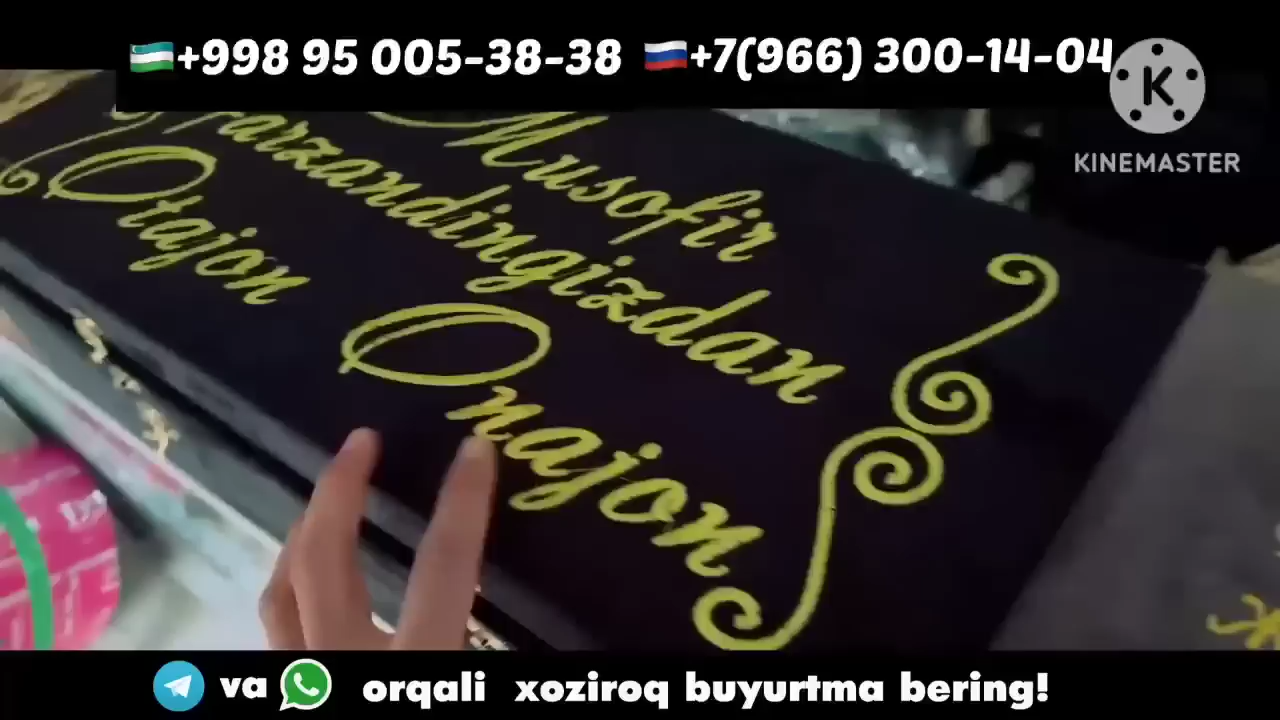 +998 95 005-38-38 +7(966) 300-14-04
KINEMASTER
Musofir
Farzandingizdan
Otajon Onajon
va orqali xoziroq buyurtma bering!